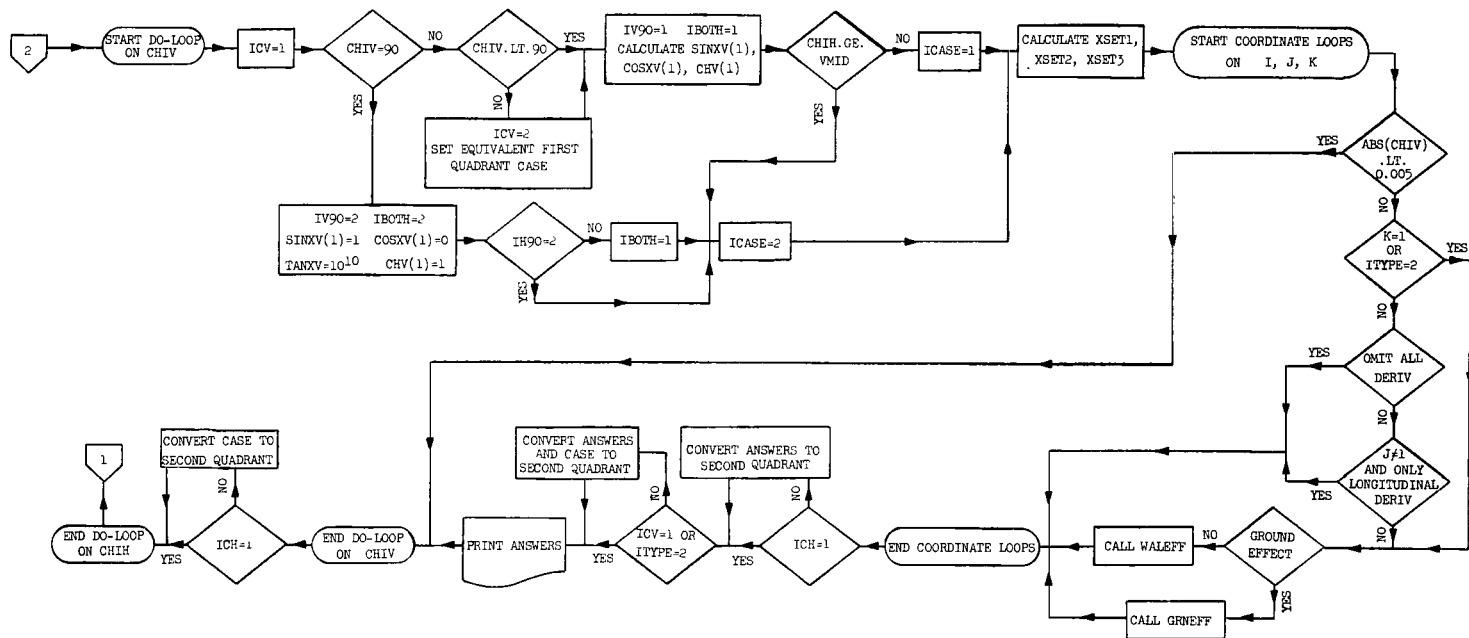 2
START DO-LOOP
ON CHIV
ICV=1
CHIV=90
NO
YES
CHIV.LT.90
YES
NO
ICV=2
SET EQUIVALENT FIRST
QUADRANT CASE
IV90=1 IBOTH=1
CALCULATE SINXV(1),
COSXV(1), CHV(1)
CHIH.GE.
VMID
NO
YES
ICASE=1
CALCULATE XSET1,
XSET2, XSET3
START COORDINATE LOOPS
ON I, J, K
IV90=2 IBOTH=2
SINXV(1)=1 COSXV(1)=0
TANXV=10^10 CHV(1)=1
IH90=2
NO
YES
IBOTH=1
ICASE=2
ABS(CHIV)
.LT.
0.005
YES
NO
K=1
OR
ITYPE=2
YES
NO
OMIT ALL
DERIV
YES
NO
J≠1
AND ONLY
LONGITUDINAL
DERIV
YES
NO
GROUND
EFFECT
NO
YES
CALL WALEFF
CALL GRNEFF
END COORDINATE LOOPS
ICH=1
NO
YES
CONVERT ANSWERS TO
SECOND QUADRANT
ICV=1 OR
ITYPE=2
NO
YES
CONVERT ANSWERS
AND CASE TO
SECOND QUADRANT
PRINT ANSWERS
END DO-LOOP
ON CHIV
ICH=1
NO
YES
CONVERT CASE TO
SECOND QUADRANT
END DO-LOOP
ON CHIH
1